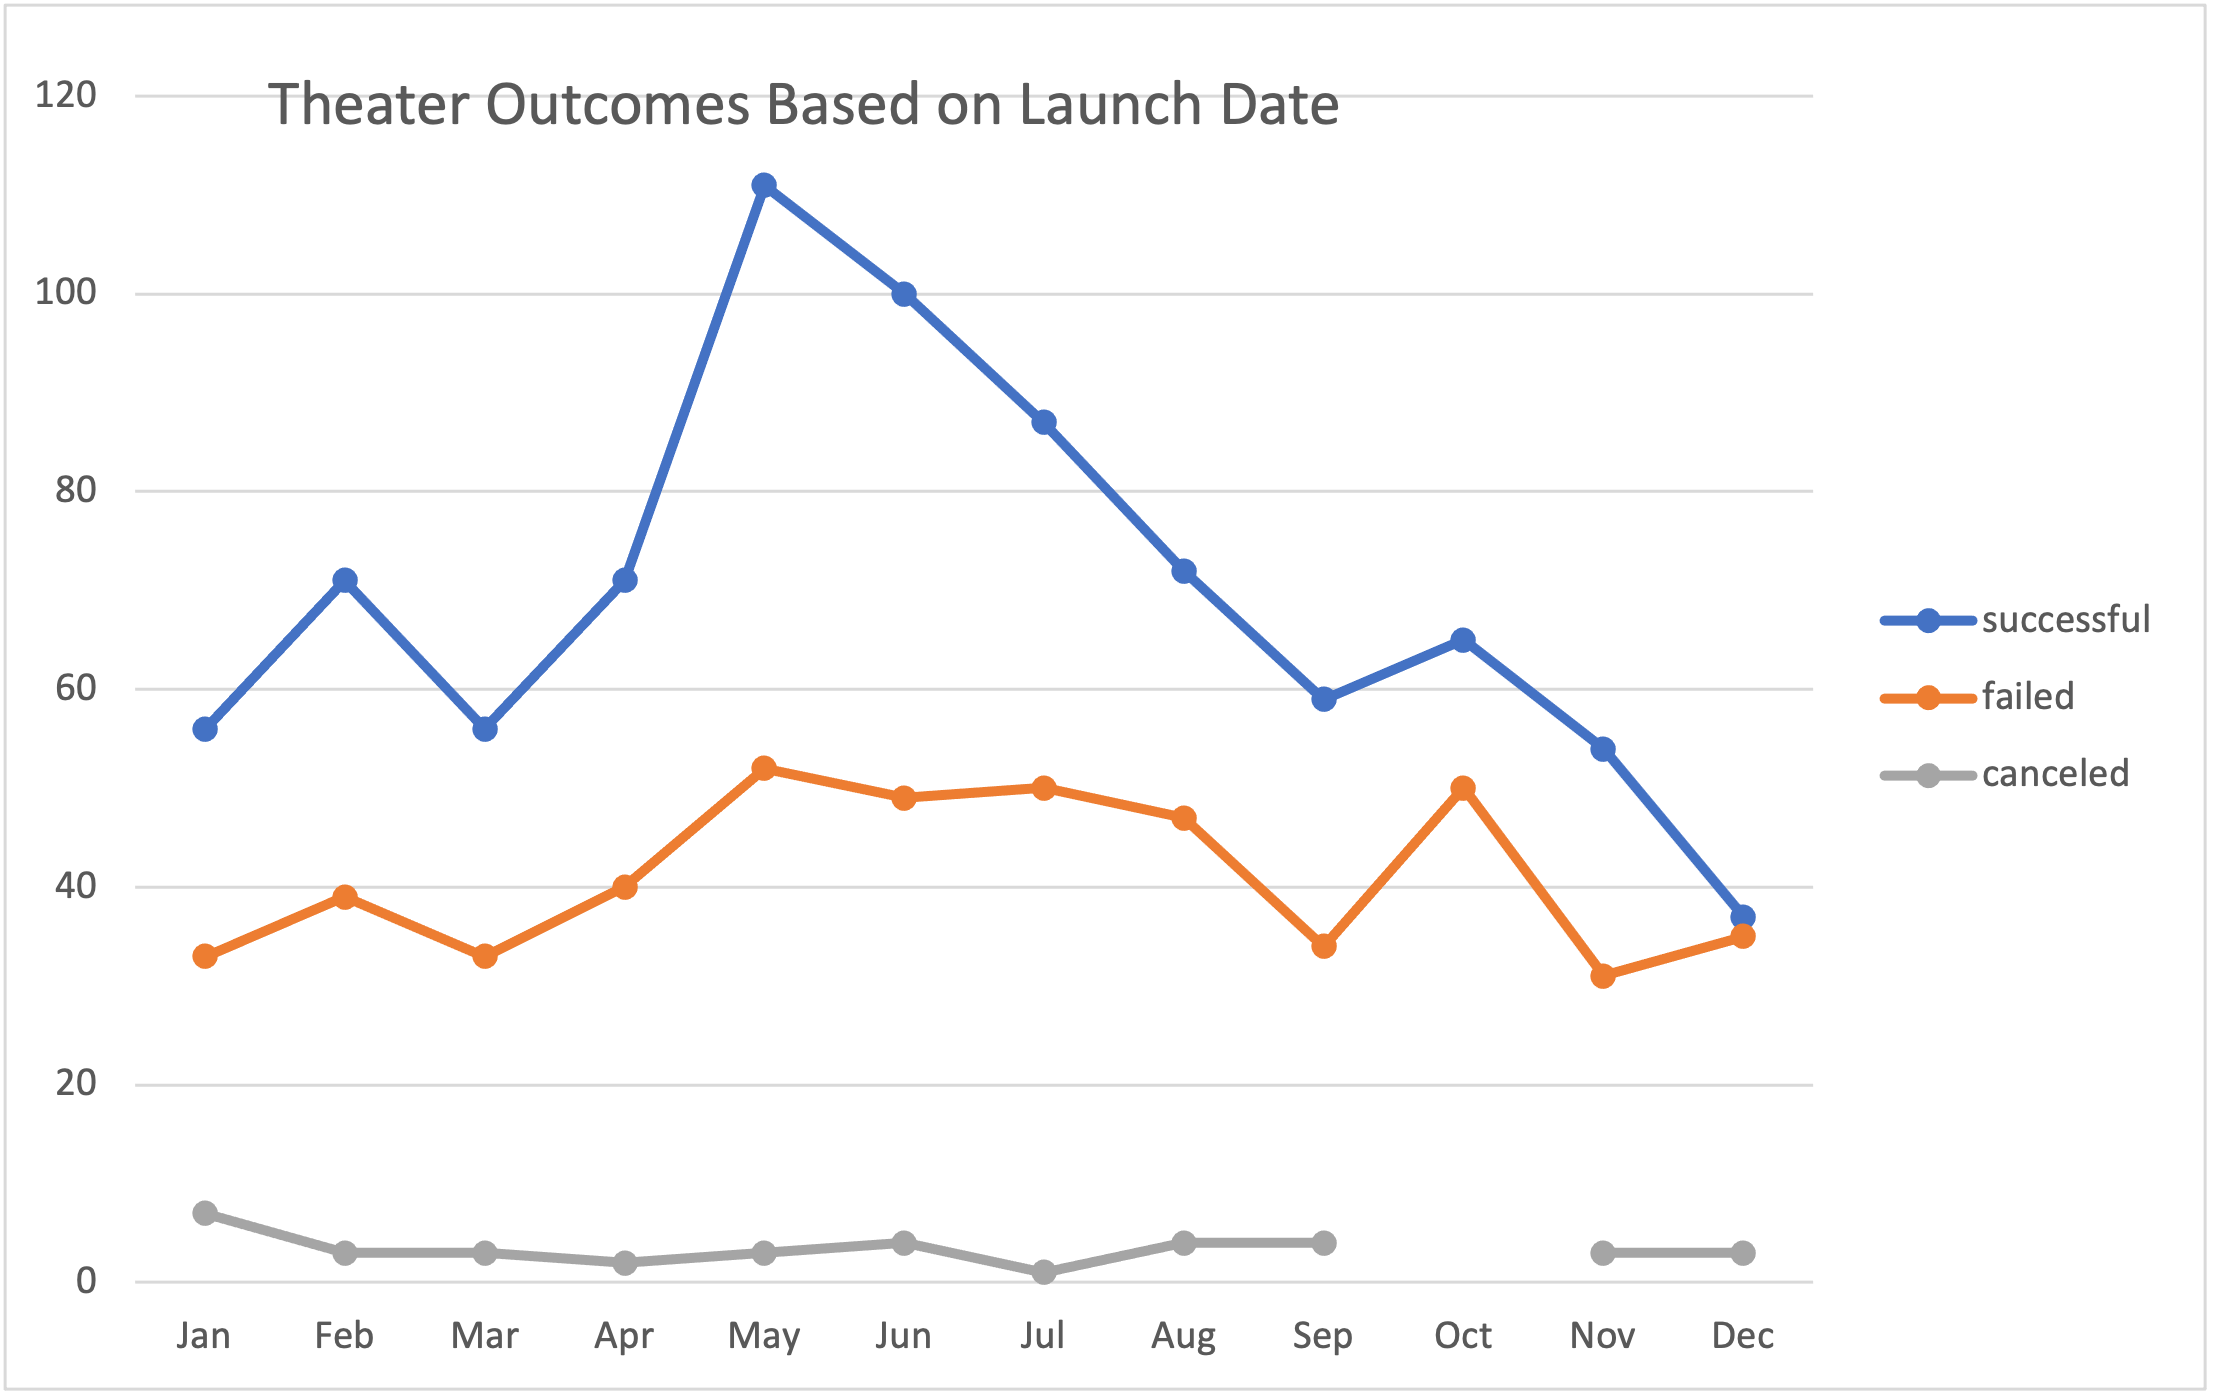 Theater Outcomes Based on Launch Date
120
100
80
60
40
20
0
Jan Feb Mar Apr May Jun Jul Aug Sep Oct Nov Dec
successful
failed
canceled